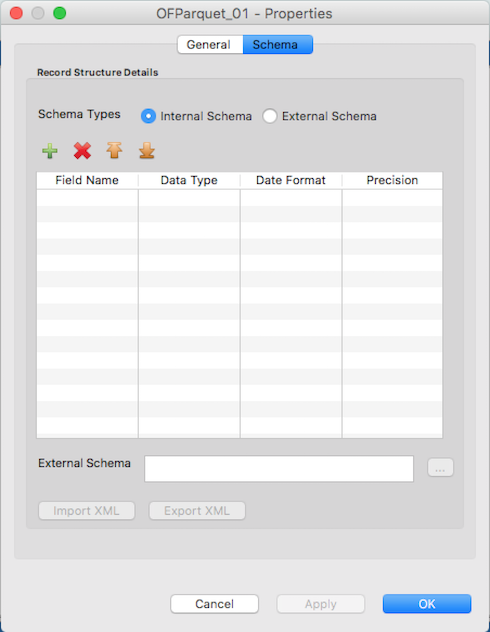 OFParquet_01 - Properties
General Schema
Record Structure Details
Schema Types Internal Schema External Schema
Field Name Data Type Date Format Precision
External Schema ...
Import XML Export XML
Cancel Apply OK